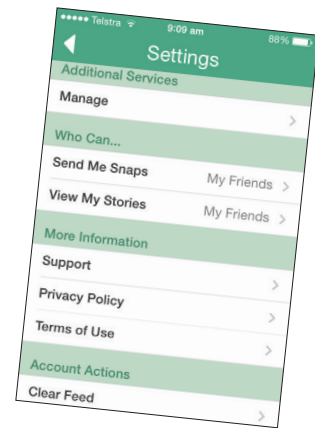 Telstra 9:09 am 88%
Settings
Additional Services
Manage
Who Can...
Send Me Snaps My Friends
View My Stories My Friends
More Information
Support
Privacy Policy
Terms of Use
Account Actions
Clear Feed